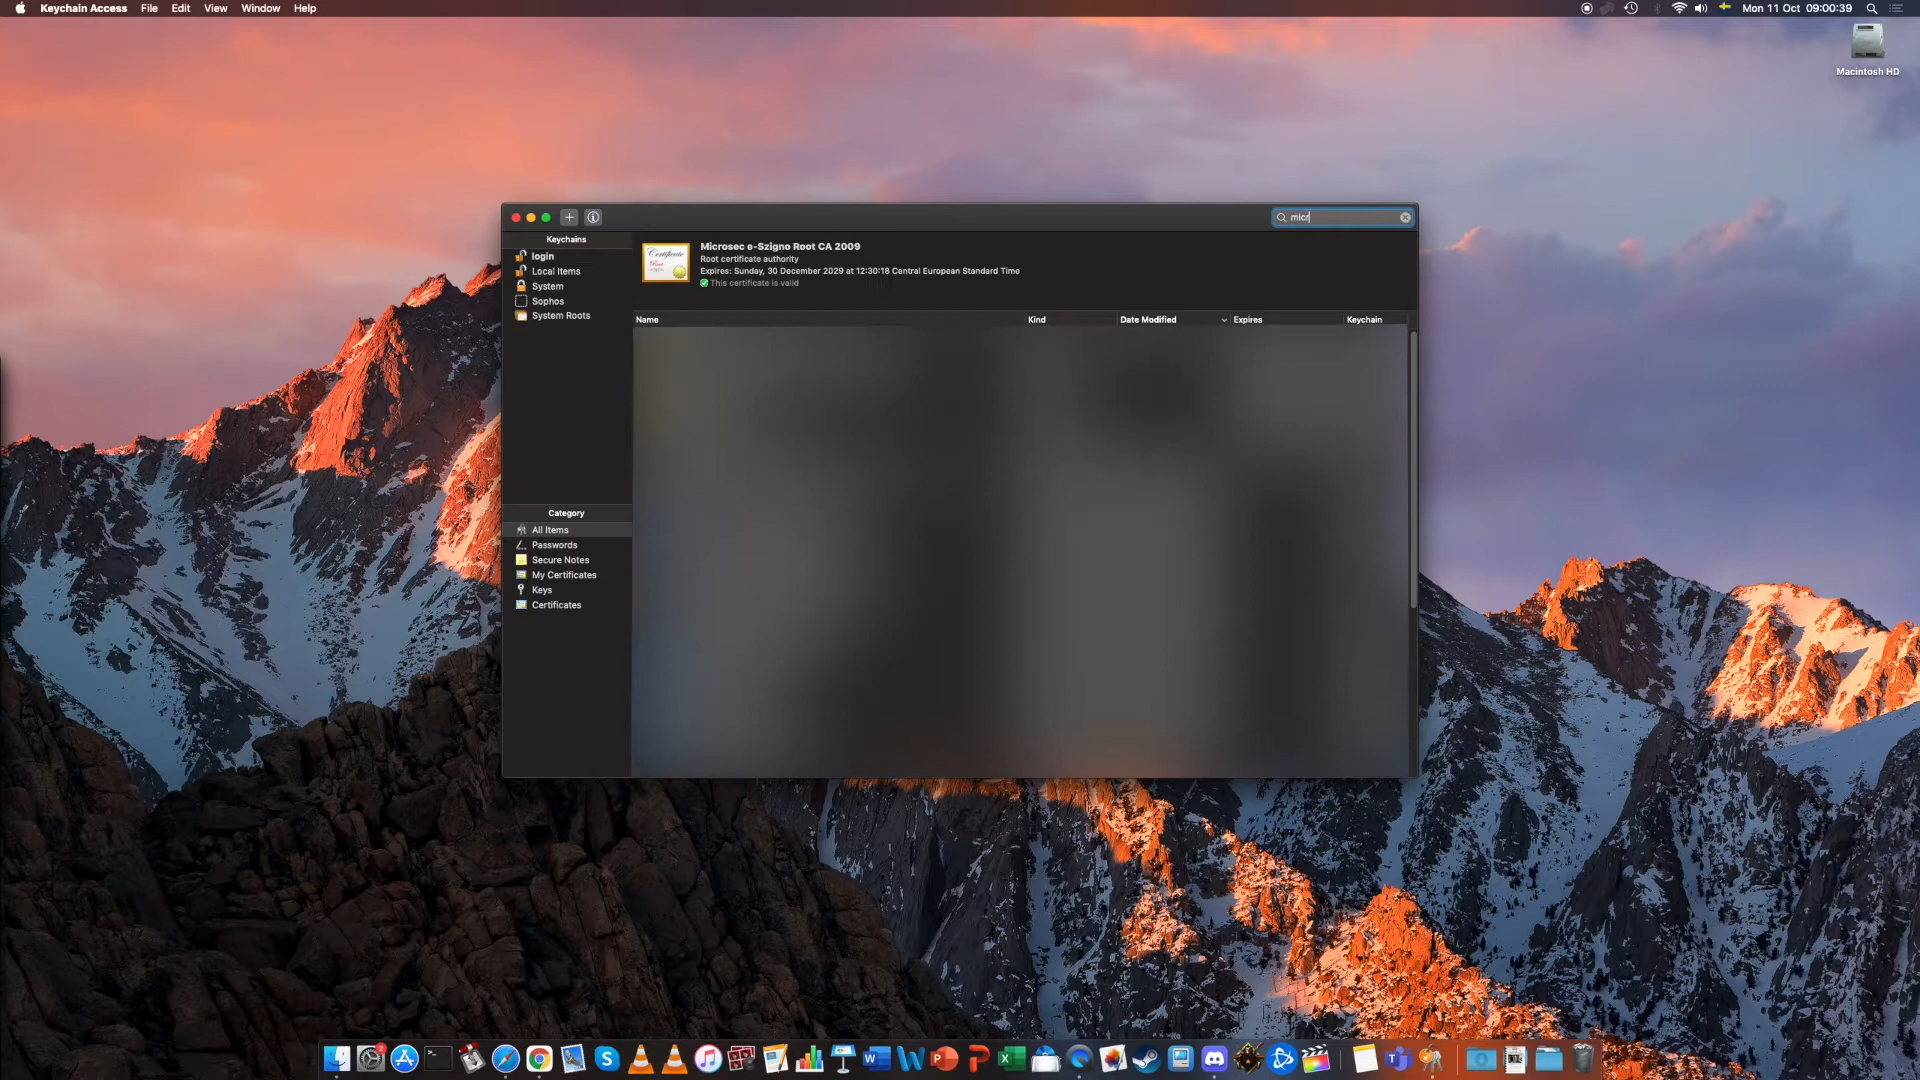 Keychain Access File Edit View Window Help
Mon 11 Oct 09:00:39
Macintosh HD
micr
Keychains
login
Local Items
System
Sophos
System Roots
Microsec e-Szigno Root CA 2009
Root certificate authority
Expires: Sunday, 30 December 2029 at 12:30:18 Central European Standard Time
This certificate is valid
Name Kind Date Modified Expires Keychain
Category
All Items
Passwords
Secure Notes
My Certificates
Keys
Certificates